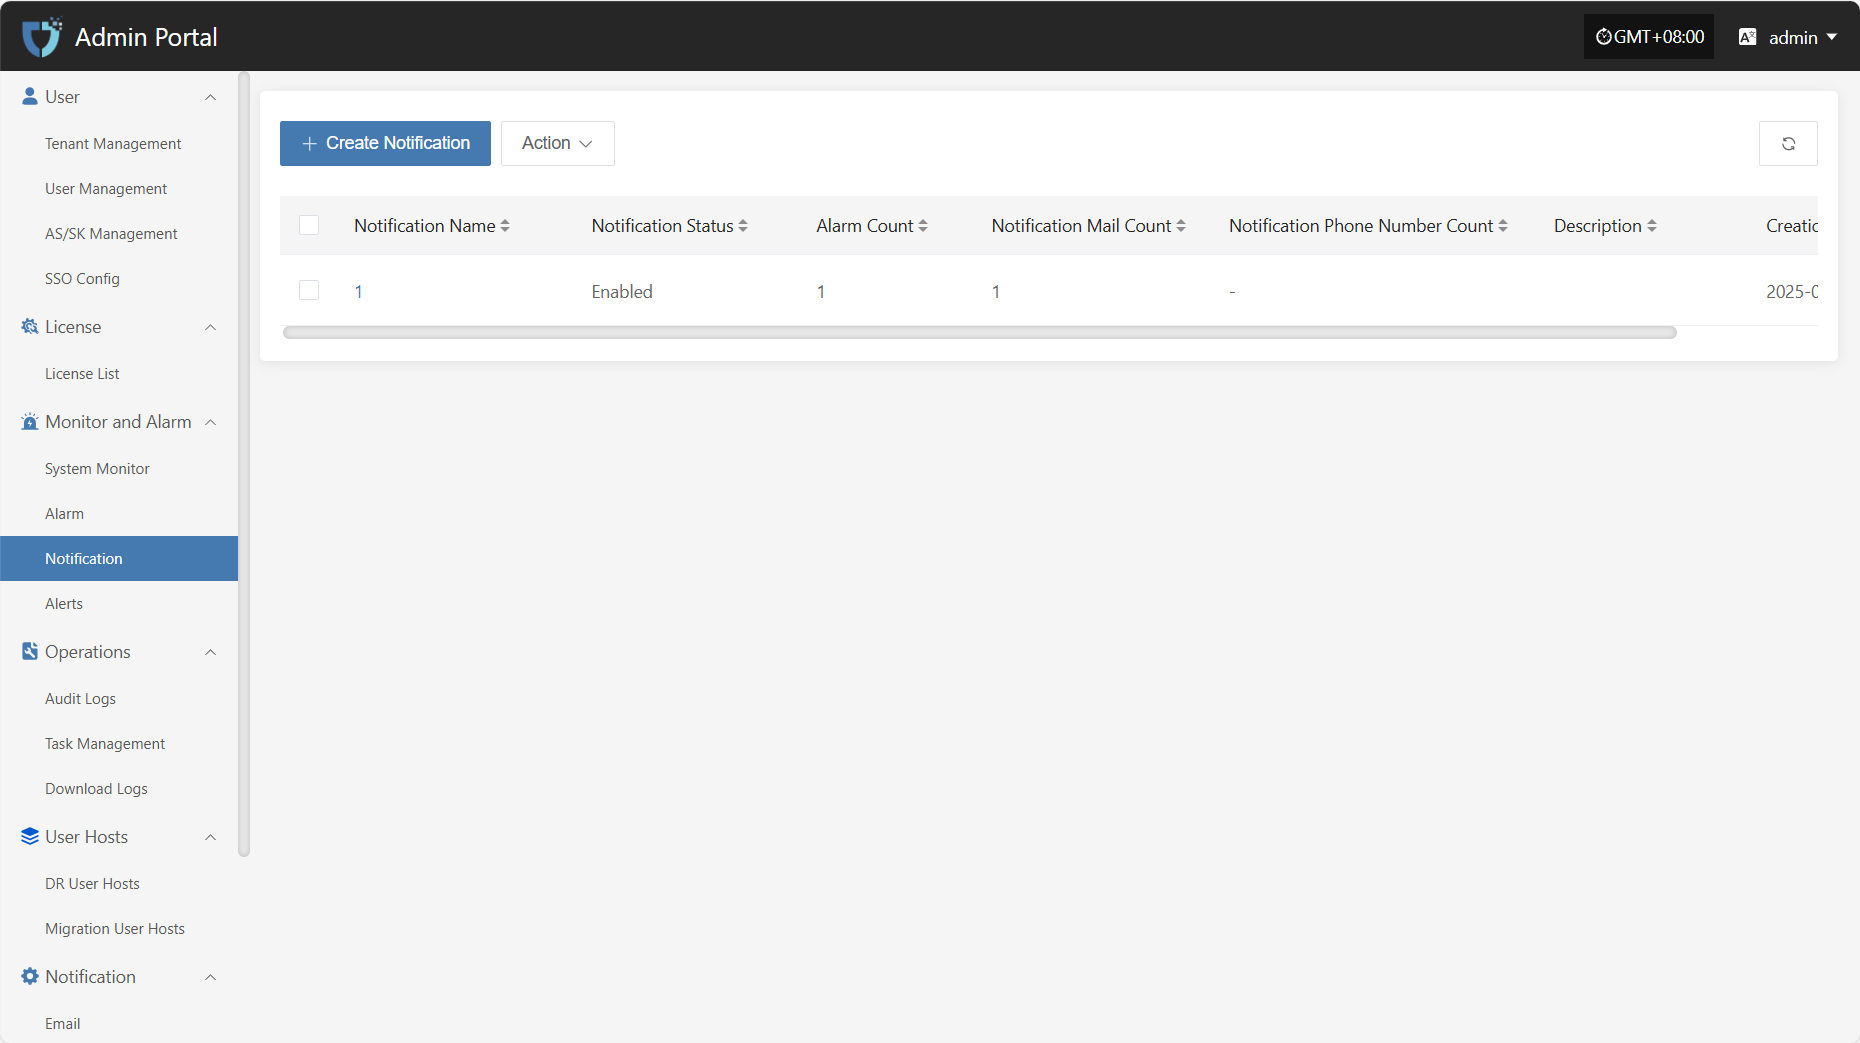 Admin Portal
GMT+08:00
admin
User
Tenant Management
User Management
AS/SK Management
SSO Config
License
License List
Monitor and Alarm
System Monitor
Alarm
Notification
Alerts
Operations
Audit Logs
Task Management
Download Logs
User Hosts
DR User Hosts
Migration User Hosts
Notification
Email
Create Notification
Action
Notification Name
Notification Status
Alarm Count
Notification Mail Count
Notification Phone Number Count
Description
Creatio
1
Enabled
1
1
-
2025-0